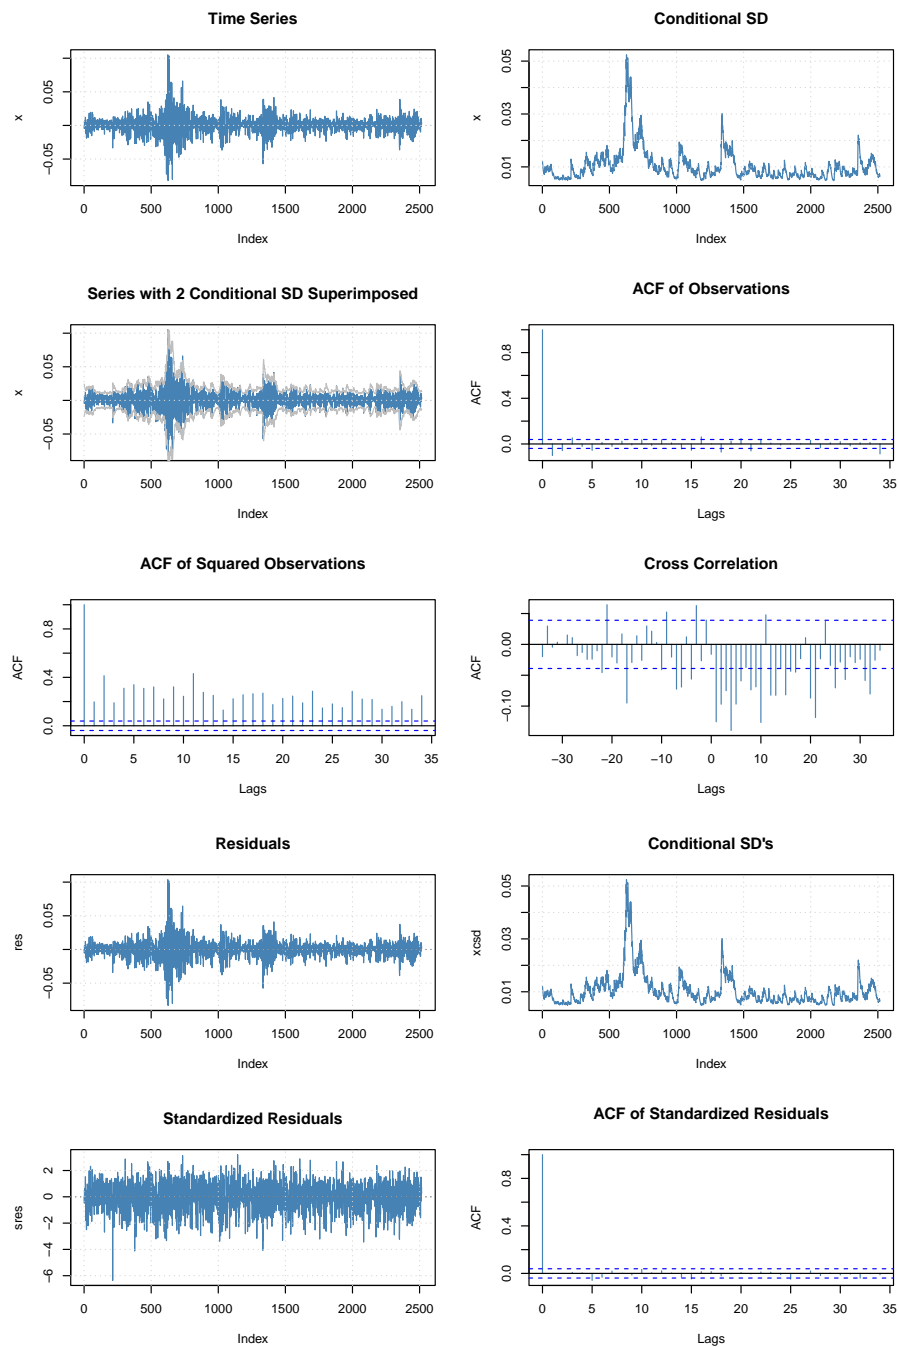 Time Series
x
0.05
−0.05
0 500 1000 1500 2000 2500
Index
Conditional SD
x
0.05
0.03
0.01
0 500 1000 1500 2000 2500
Index
Series with 2 Conditional SD Superimposed
x
0.05
−0.05
0 500 1000 1500 2000 2500
Index
ACF of Observations
ACF
0.8
0.4
0.0
0 5 10 15 20 25 30 35
Lags
ACF of Squared Observations
ACF
0.8
0.4
0.0
0 5 10 15 20 25 30 35
Lags
Cross Correlation
ACF
0.00
−0.10
−30 −20 −10 0 10 20 30
Lags
Residuals
res
0.05
−0.05
0 500 1000 1500 2000 2500
Index
Conditional SD's
xcsd
0.05
0.03
0.01
0 500 1000 1500 2000 2500
Index
Standardized Residuals
sres
2
0
−2
−4
−6
0 500 1000 1500 2000 2500
Index
ACF of Standardized Residuals
ACF
0.8
0.4
0.0
0 5 10 15 20 25 30 35
Lags